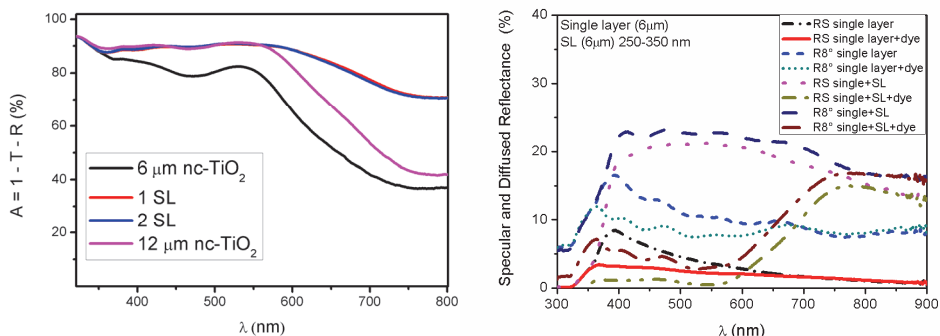 A = 1 - T - R (%)
100
80
60
40
20
6 μm nc-TiO2
1 SL
2 SL
12 μm nc-TiO2
400
500
600
700
800
λ (nm)
Specular and Diffused Reflectance (%)
40
30
20
10
0
Single layer (6μm)
SL (6μm) 250-350 nm
RS single layer
RS single layer+dye
R8° single layer
R8° single layer+dye
RS single+SL
RS single+SL+dye
R8° single+SL
R8° single+SL+dye
300
400
500
600
700
800
900
λ (nm)